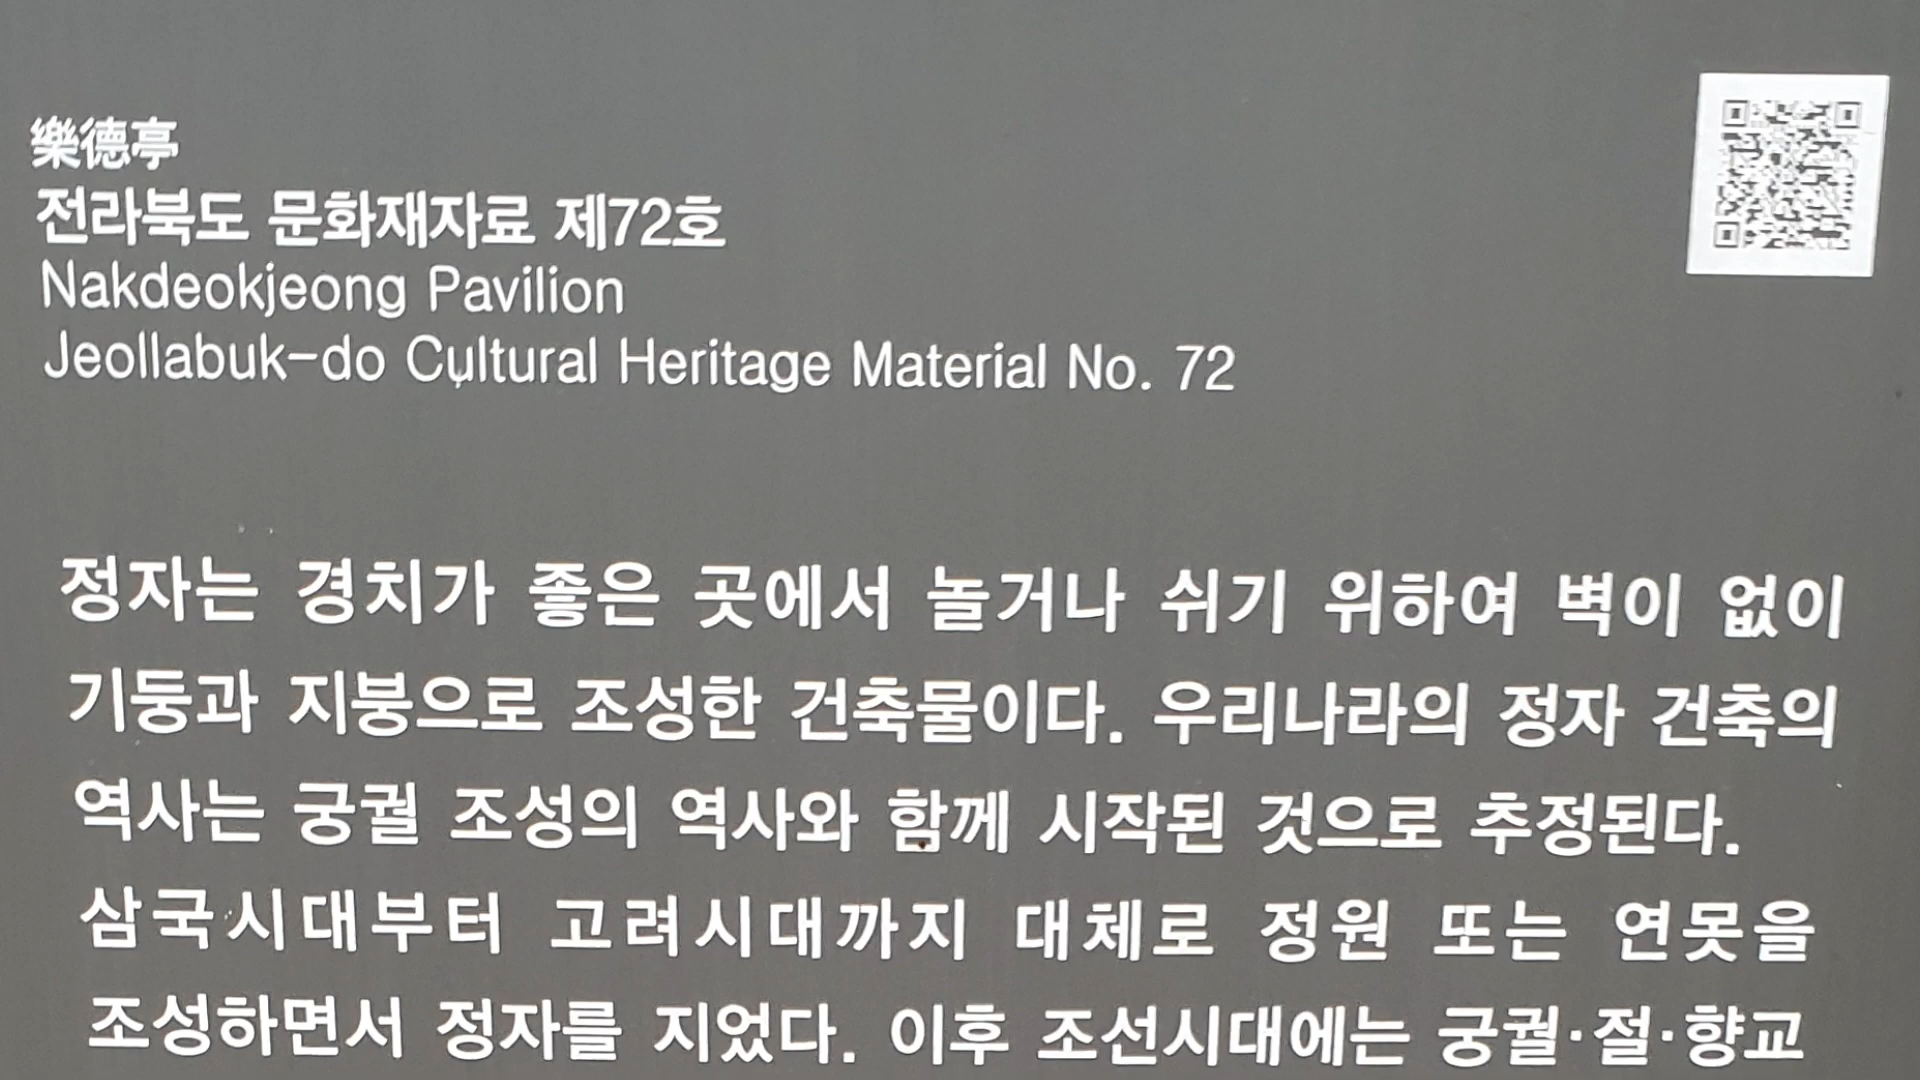 樂德亭
전라북도 문화재자료 제72호
Nakdeokjeong Pavilion
Jeollabuk-do Cultural Heritage Material No. 72
정자는 경치가 좋은 곳에서 놀거나 쉬기 위하여 벽이 없이
기둥과 지붕으로 조성한 건축물이다. 우리나라의 정자 건축의
역사는 궁궐 조성의 역사와 함께 시작된 것으로 추정된다.
삼국시대부터 고려시대까지 대체로 정원 또는 연못을
조성하면서 정자를 지었다. 이후 조선시대에는 궁궐·절·향교